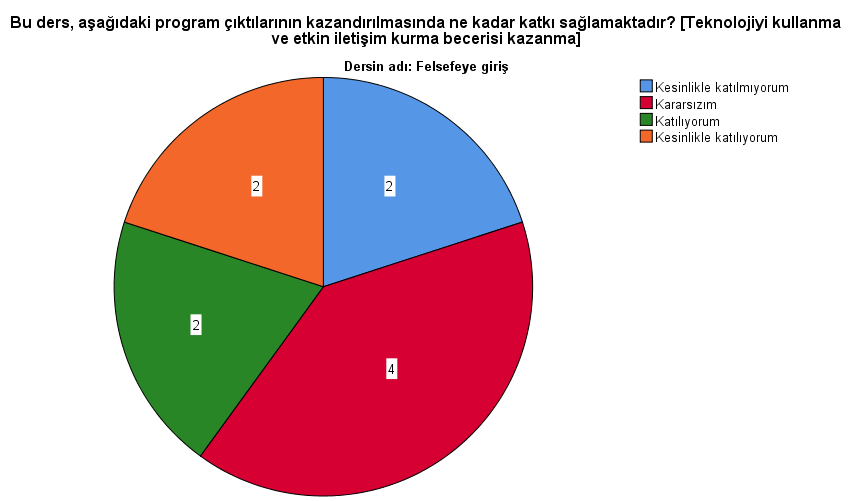 Bu ders, aşağıdaki program çıktılarının kazandırılmasında ne kadar katkı sağlamaktadır? [Teknolojiyi kullanma
ve etkin iletişim kurma becerisi kazanma]
Dersin adı: Felsefeye giriş
Kesinlikle katılmıyorum
Kararsızım
Katılıyorum
Kesinlikle katılıyorum
2
2
2
4